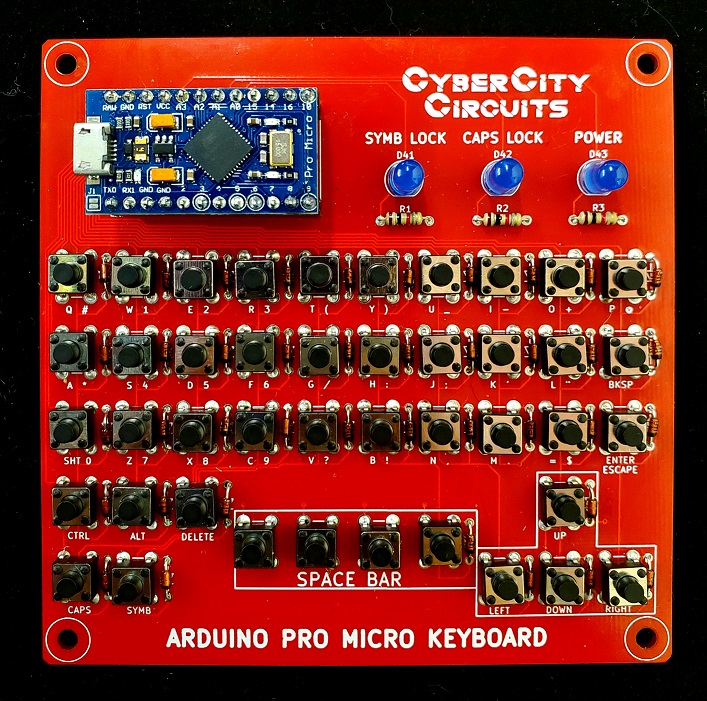 CYBERCITY
CIRCUITS
RAW GND RST VCC A3 A2 A1 A0 15 14 16 10
Pro Micro
J1 TX0 RX1 GND GND 2 3 4 5 6 7 8 9
SYMB LOCK CAPS LOCK POWER
D41 D42 D43
R1 R2 R3
Q # W 1 E 2 R 3 T ( Y ) U _ - O + P @
A * S 4 D 5 F 6 G / H : J ; K ' L " BKSP
SHT 0 Z 7 X 8 C 9 V ? B ! N , M . = $ ENTER
ESCAPE
CTRL ALT DELETE UP
SPACE BAR
CAPS SYMB LEFT DOWN RIGHT
ARDUINO PRO MICRO KEYBOARD